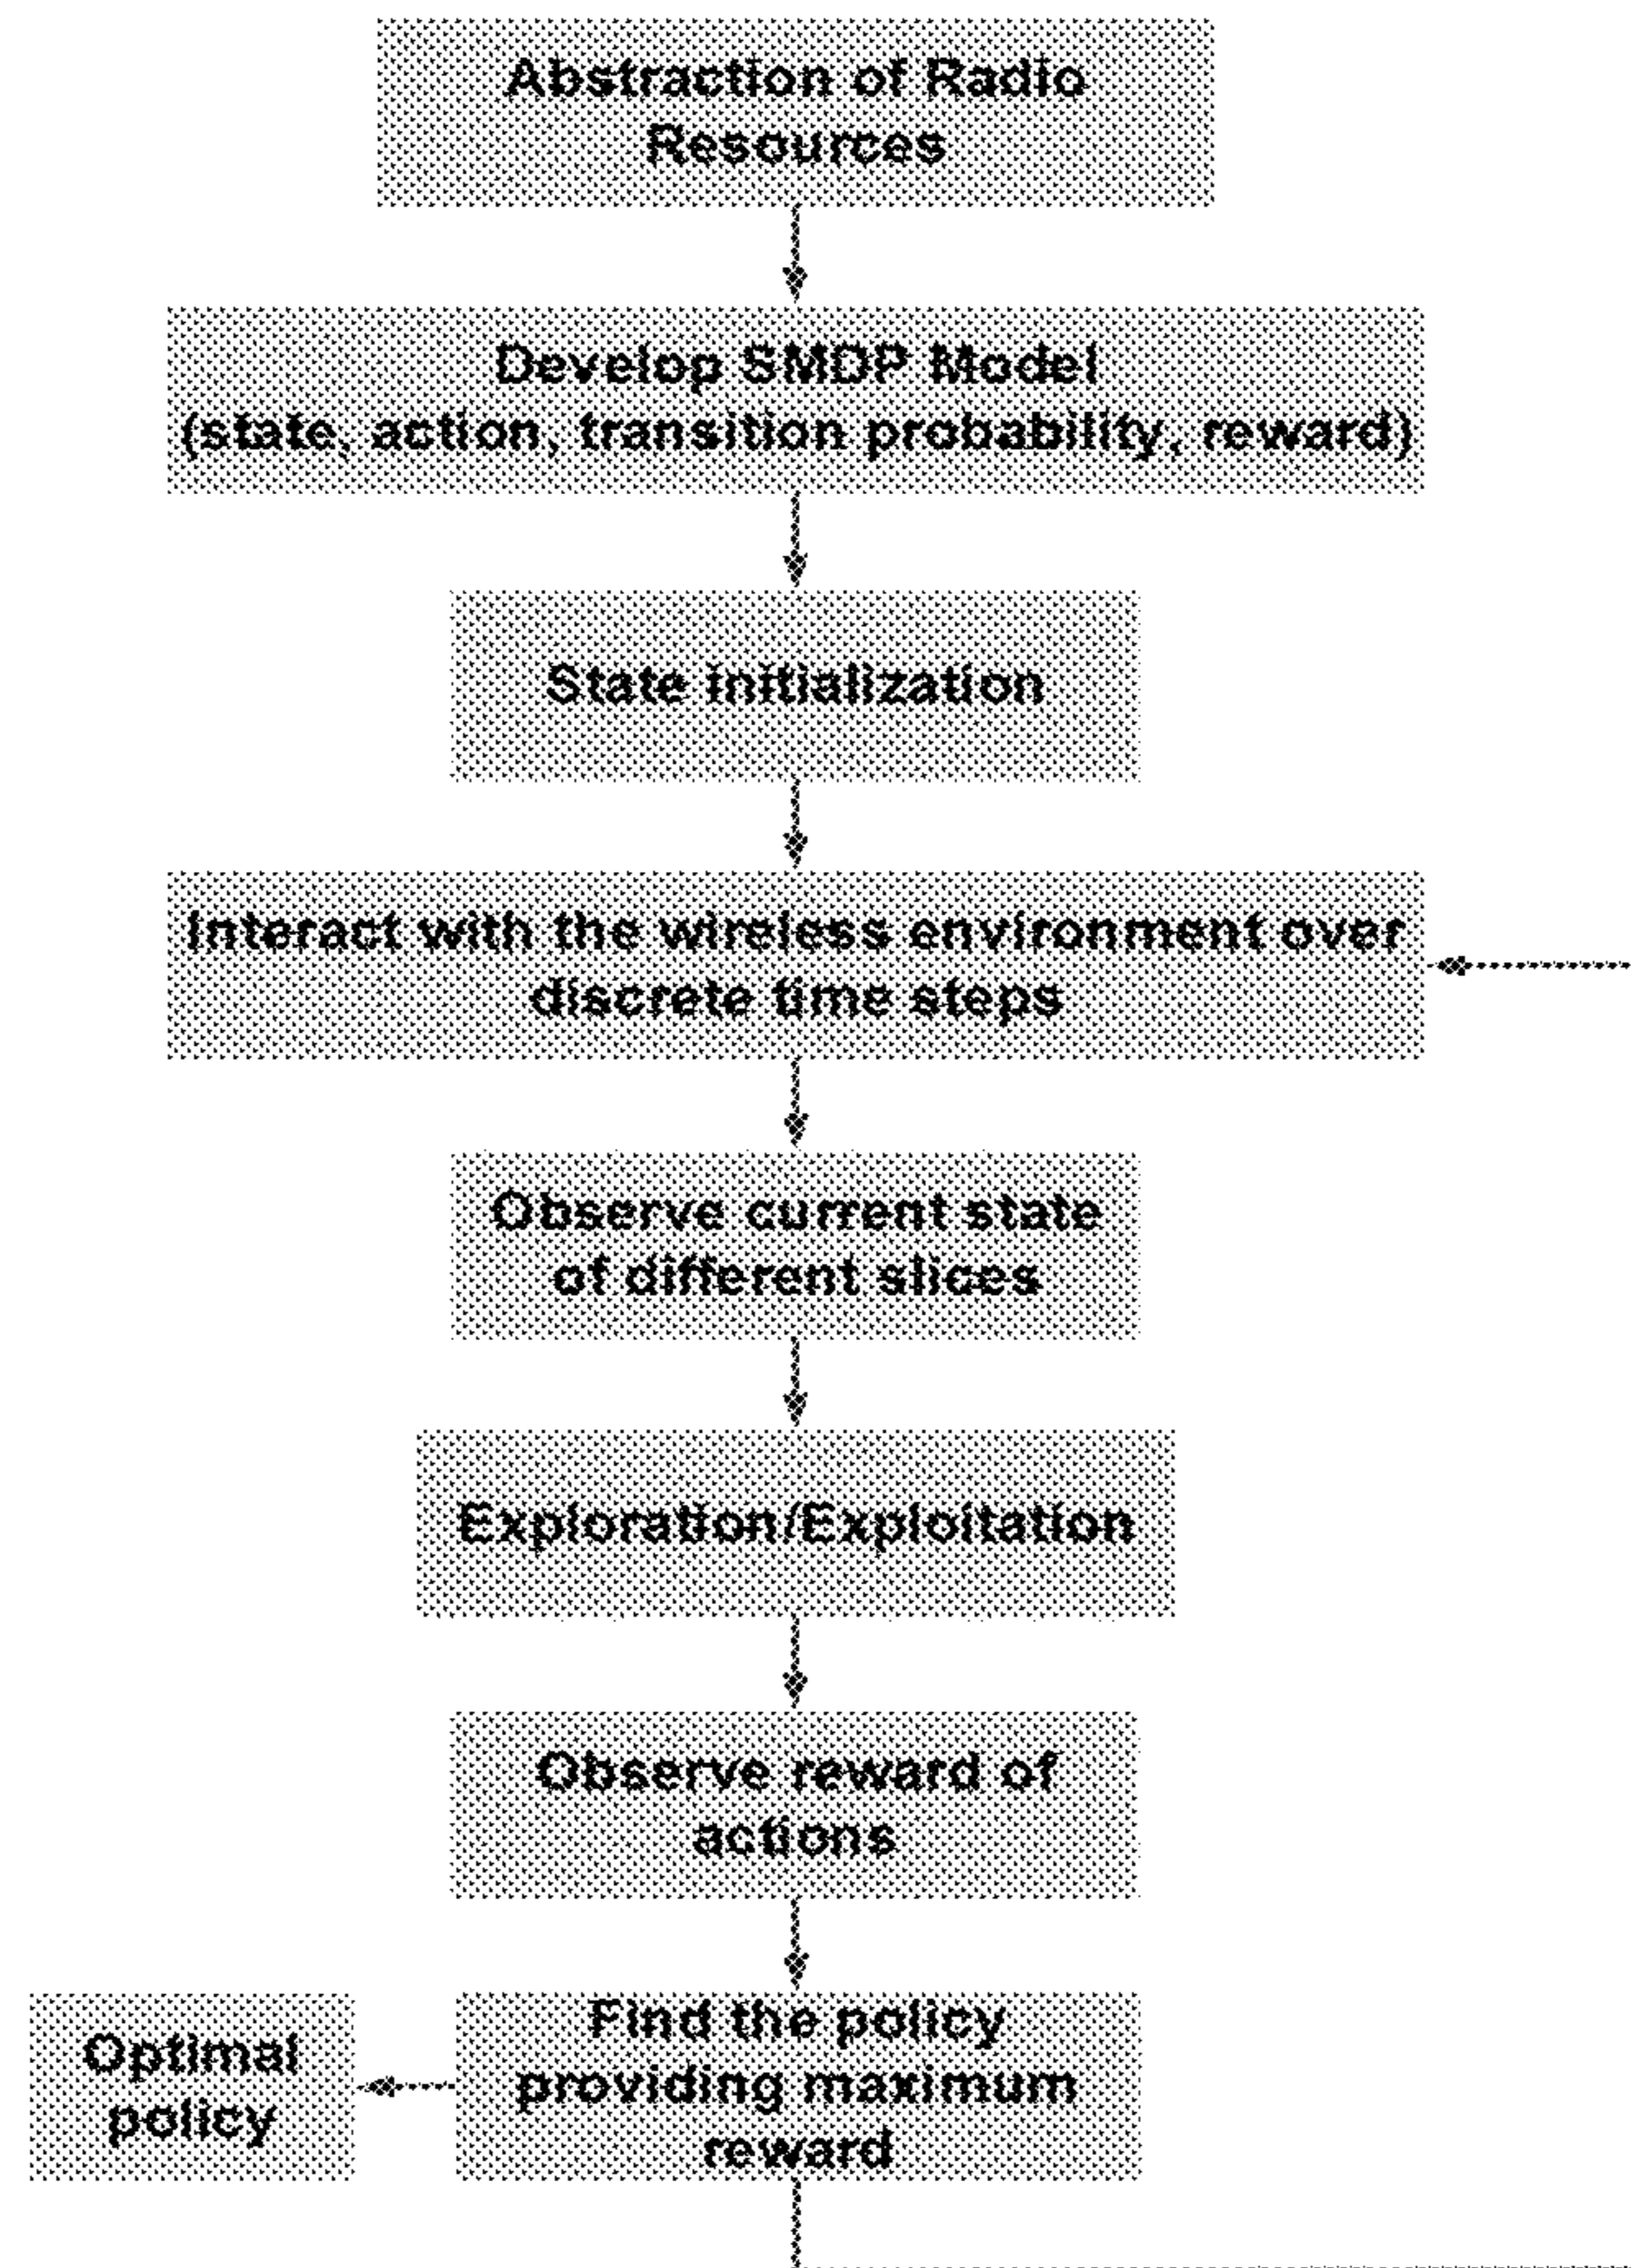 Abstraction of Radio
Resources
Develop SMDP Model
(state, action, transition probability, reward)
State initialization
Interact with the wireless environment over
discrete time steps
Observe current state
of different slices
Exploration/Exploitation
Observe reward of
actions
Find the policy
providing maximum
reward
Optimal
policy